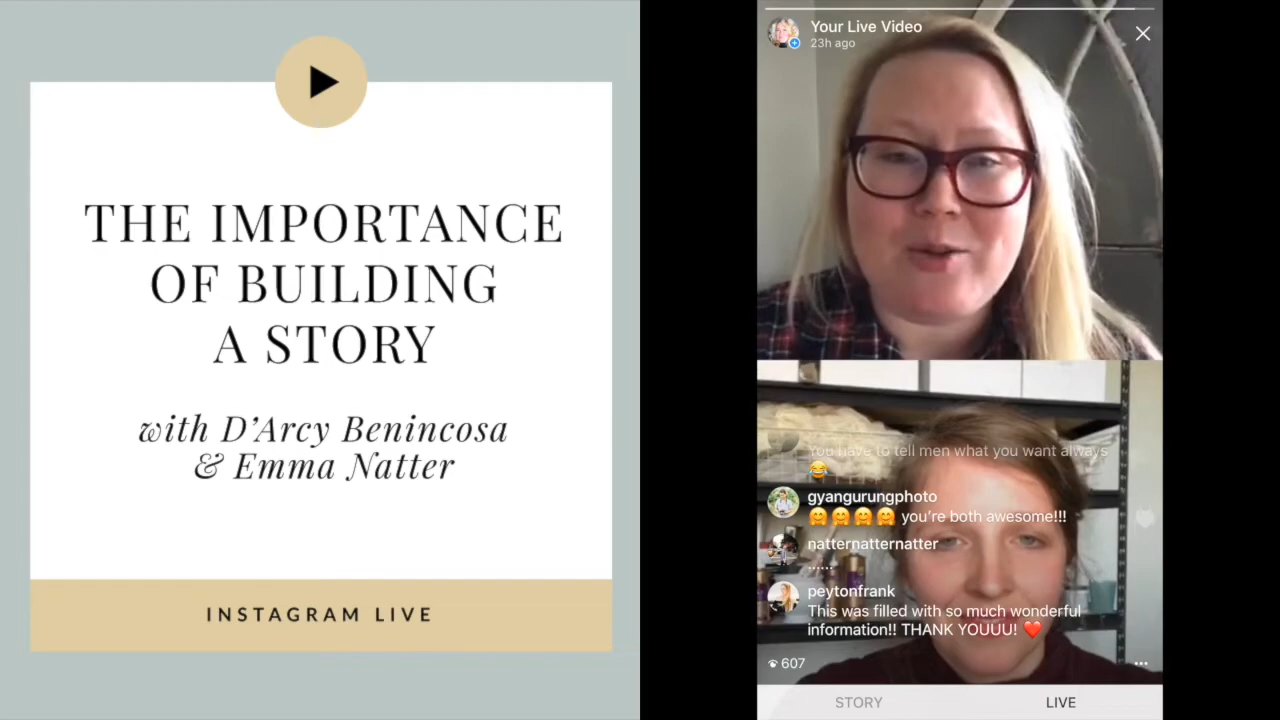 THE IMPORTANCE
OF BUILDING
A STORY
with D’Arcy Benincosa
& Emma Natter
INSTAGRAM LIVE
Your Live Video
23h ago
You have to tell men what you want always
😂
gyangurungphoto
🤗🤗🤗🤗 you’re both awesome!!!
natternatternatter
......
peytonfrank
This was filled with so much wonderful
information!! THANK YOUUU! ❤️
607
STORY
LIVE